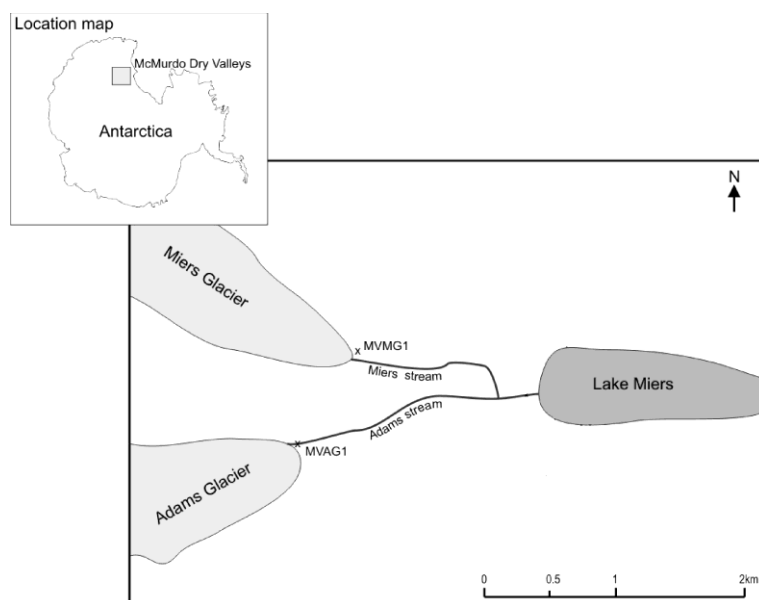 Location map
McMurdo Dry Valleys
Antarctica
N
Miers Glacier
x MVMG1
Miers stream
Lake Miers
Adams stream
x
MVAG1
Adams Glacier
0 0.5 1 2km